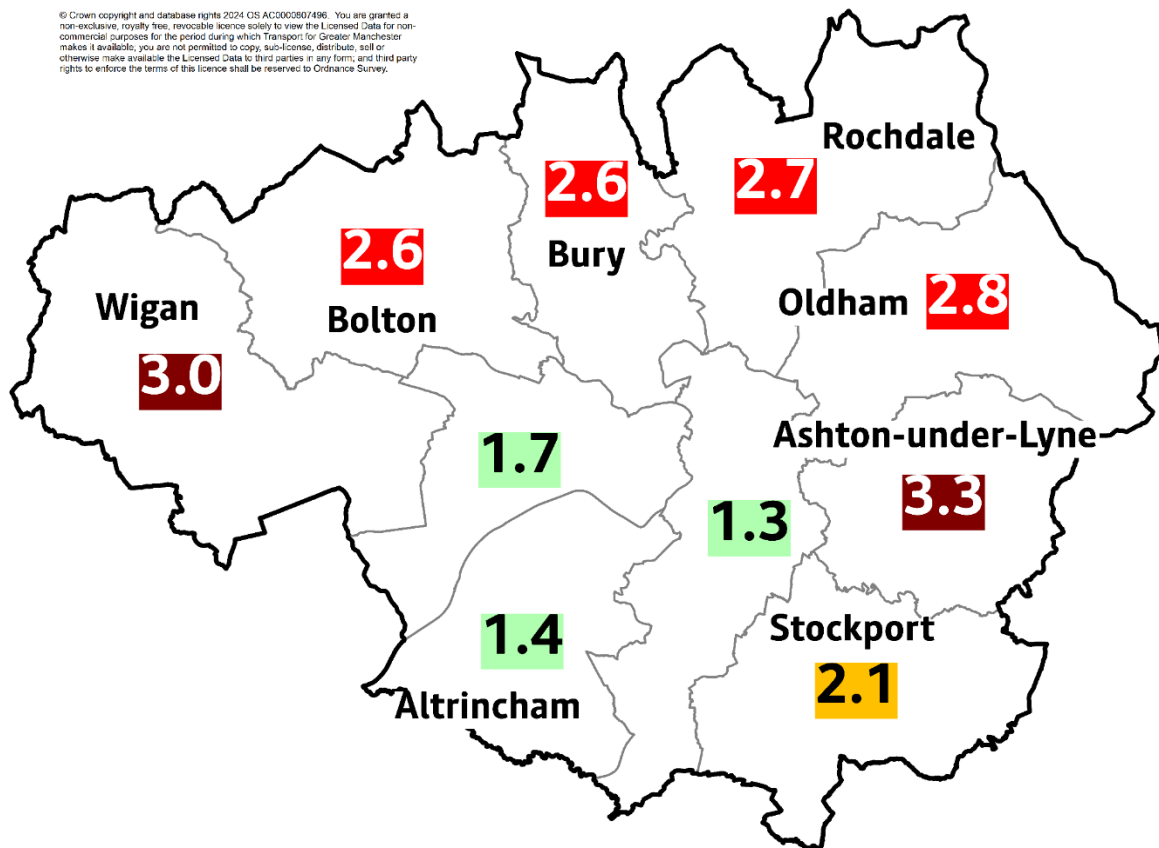 © Crown copyright and database rights 2024 OS AC0000807496. You are granted a
non-exclusive, royalty free, revocable licence solely to view the Licensed Data for non-
commercial purposes for the period during which Transport for Greater Manchester
makes it available; you are not permitted to copy, sub-license, distribute, sell or
otherwise make available the Licensed Data to third parties in any form; and third party
rights to enforce the terms of this licence shall be reserved to Ordnance Survey.
Rochdale
2.6
2.7
Bury
2.6
Wigan
Bolton
Oldham
2.8
3.0
Ashton-under-Lyne
1.7
3.3
1.3
1.4
Stockport
2.1
Altrincham